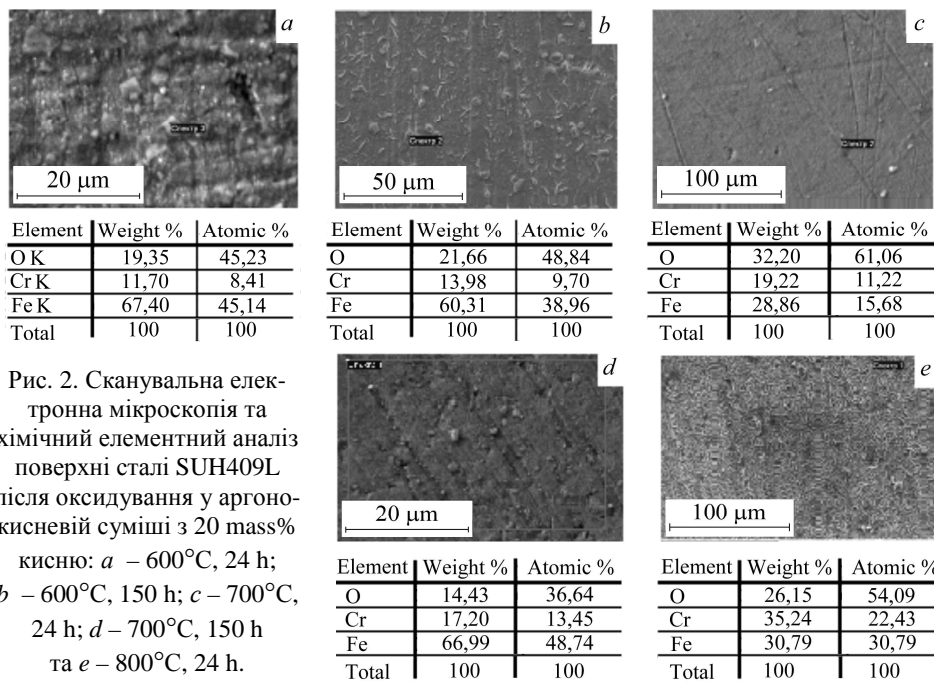 a
20 µm
Element Weight % Atomic %
O K 19,35 45,23
Cr K 11,70 8,41
Fe K 67,40 45,14
Total 100 100
b
50 µm
Element Weight % Atomic %
O 21,66 48,84
Cr 13,98 9,70
Fe 60,31 38,96
Total 100 100
c
100 µm
Element Weight % Atomic %
O 32,20 61,06
Cr 19,22 11,22
Fe 28,86 15,68
Total 100 100
Рис. 2. Сканувальна елек-
тронна мікроскопія та
хімічний елементний аналіз
поверхні сталі SUH409L
після оксидування у аргоно-
кисневій суміші з 20 mass%
кисню: a – 600°C, 24 h;
b – 600°C, 150 h; c – 700°C,
24 h; d – 700°C, 150 h
та e – 800°C, 24 h.
d
20 µm
Element Weight % Atomic %
O 14,43 36,64
Cr 17,20 13,45
Fe 66,99 48,74
Total 100 100
e
100 µm
Element Weight % Atomic %
O 26,15 54,09
Cr 35,24 22,43
Fe 30,79 30,79
Total 100 100